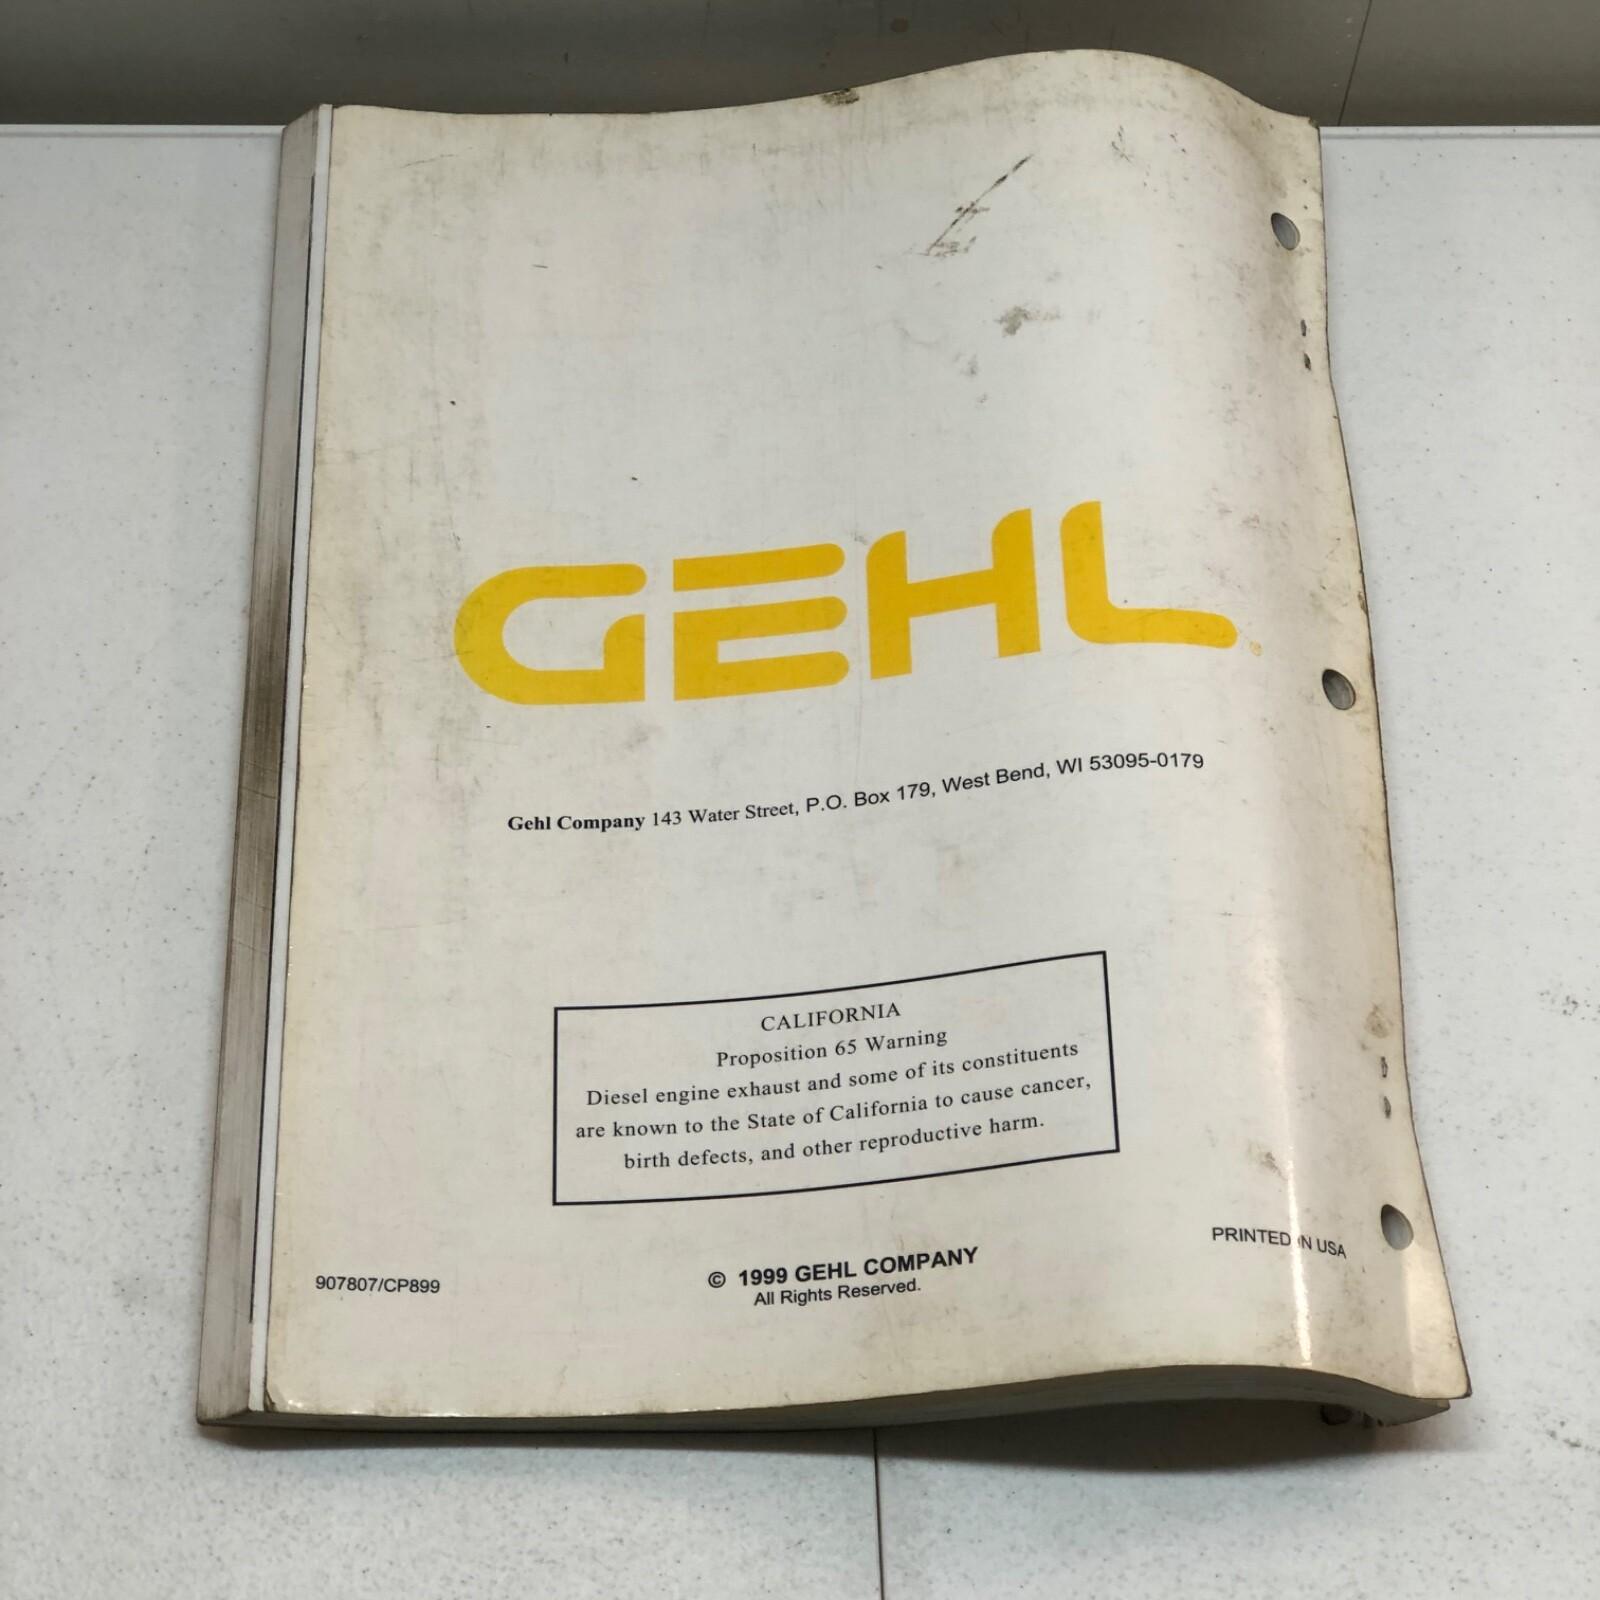 GEHL
Gehl Company 143 Water Street, P.O. Box 179, West Bend, WI 53095-0179
CALIFORNIA
Proposition 65 Warning
Diesel engine exhaust and some of its constituents
are known to the State of California to cause cancer,
birth defects, and other reproductive harm.
PRINTED IN USA
907807/CP899
© 1999 GEHL COMPANY
All Rights Reserved.